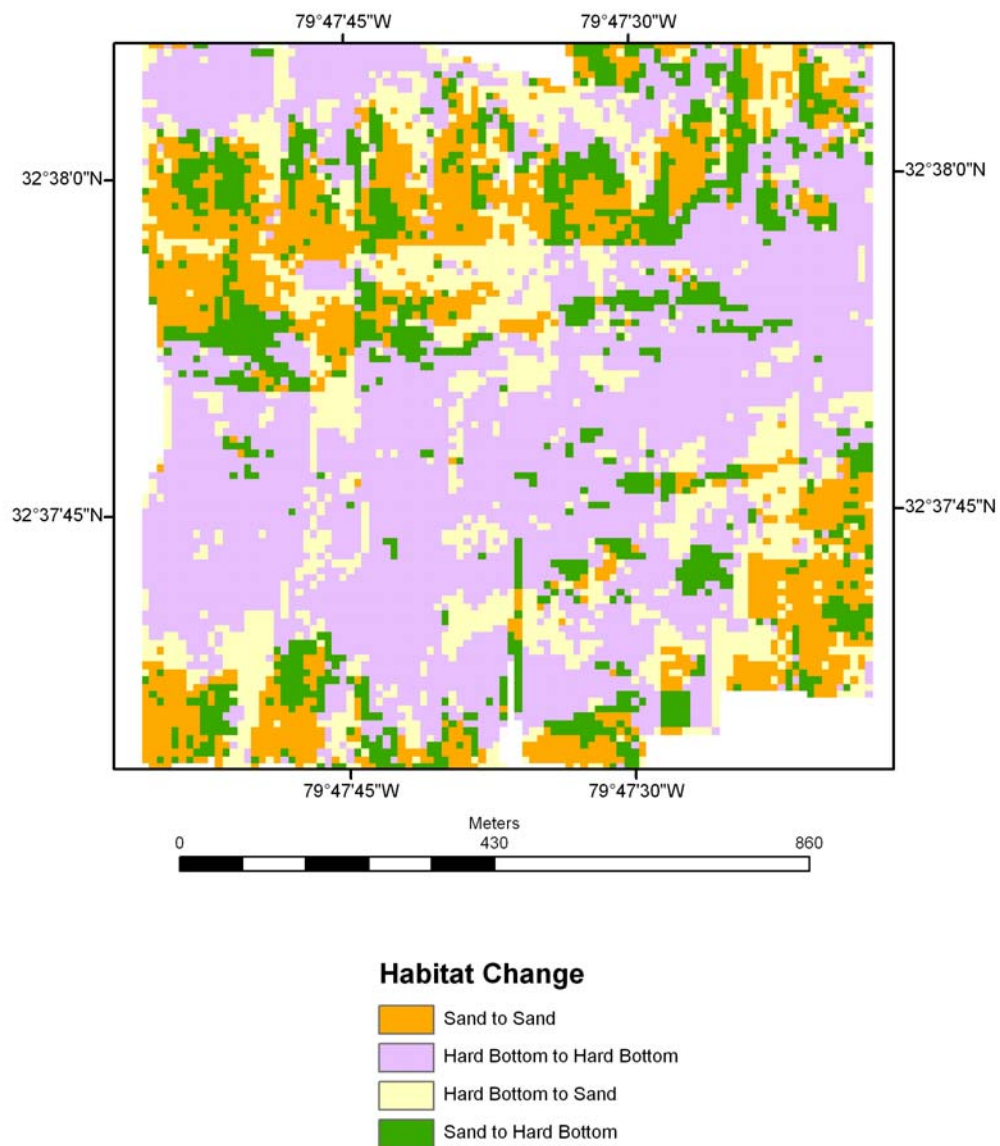 79°47'45"W 79°47'30"W
32°38'0"N 32°38'0"N
32°37'45"N 32°37'45"N
79°47'45"W 79°47'30"W
Meters
0 430 860
Habitat Change
Sand to Sand
Hard Bottom to Hard Bottom
Hard Bottom to Sand
Sand to Hard Bottom